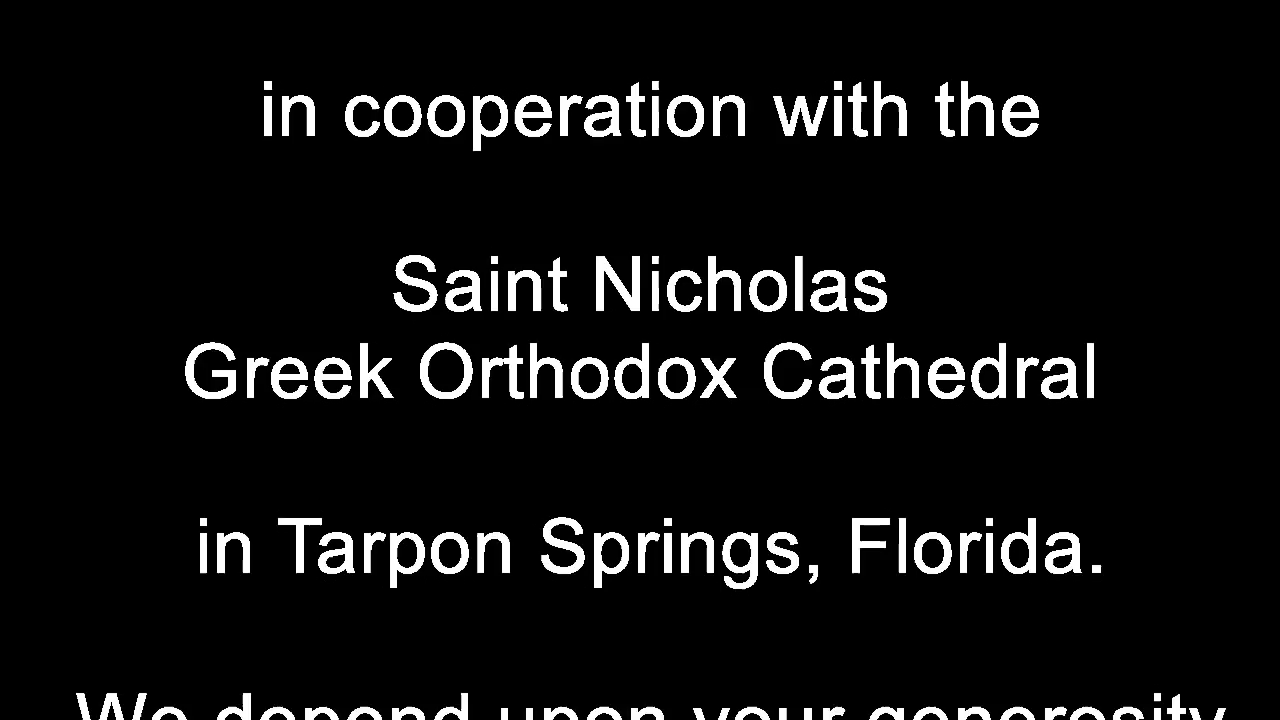 in cooperation with the
Saint Nicholas
Greek Orthodox Cathedral
in Tarpon Springs, Florida.
We depend upon your generosity